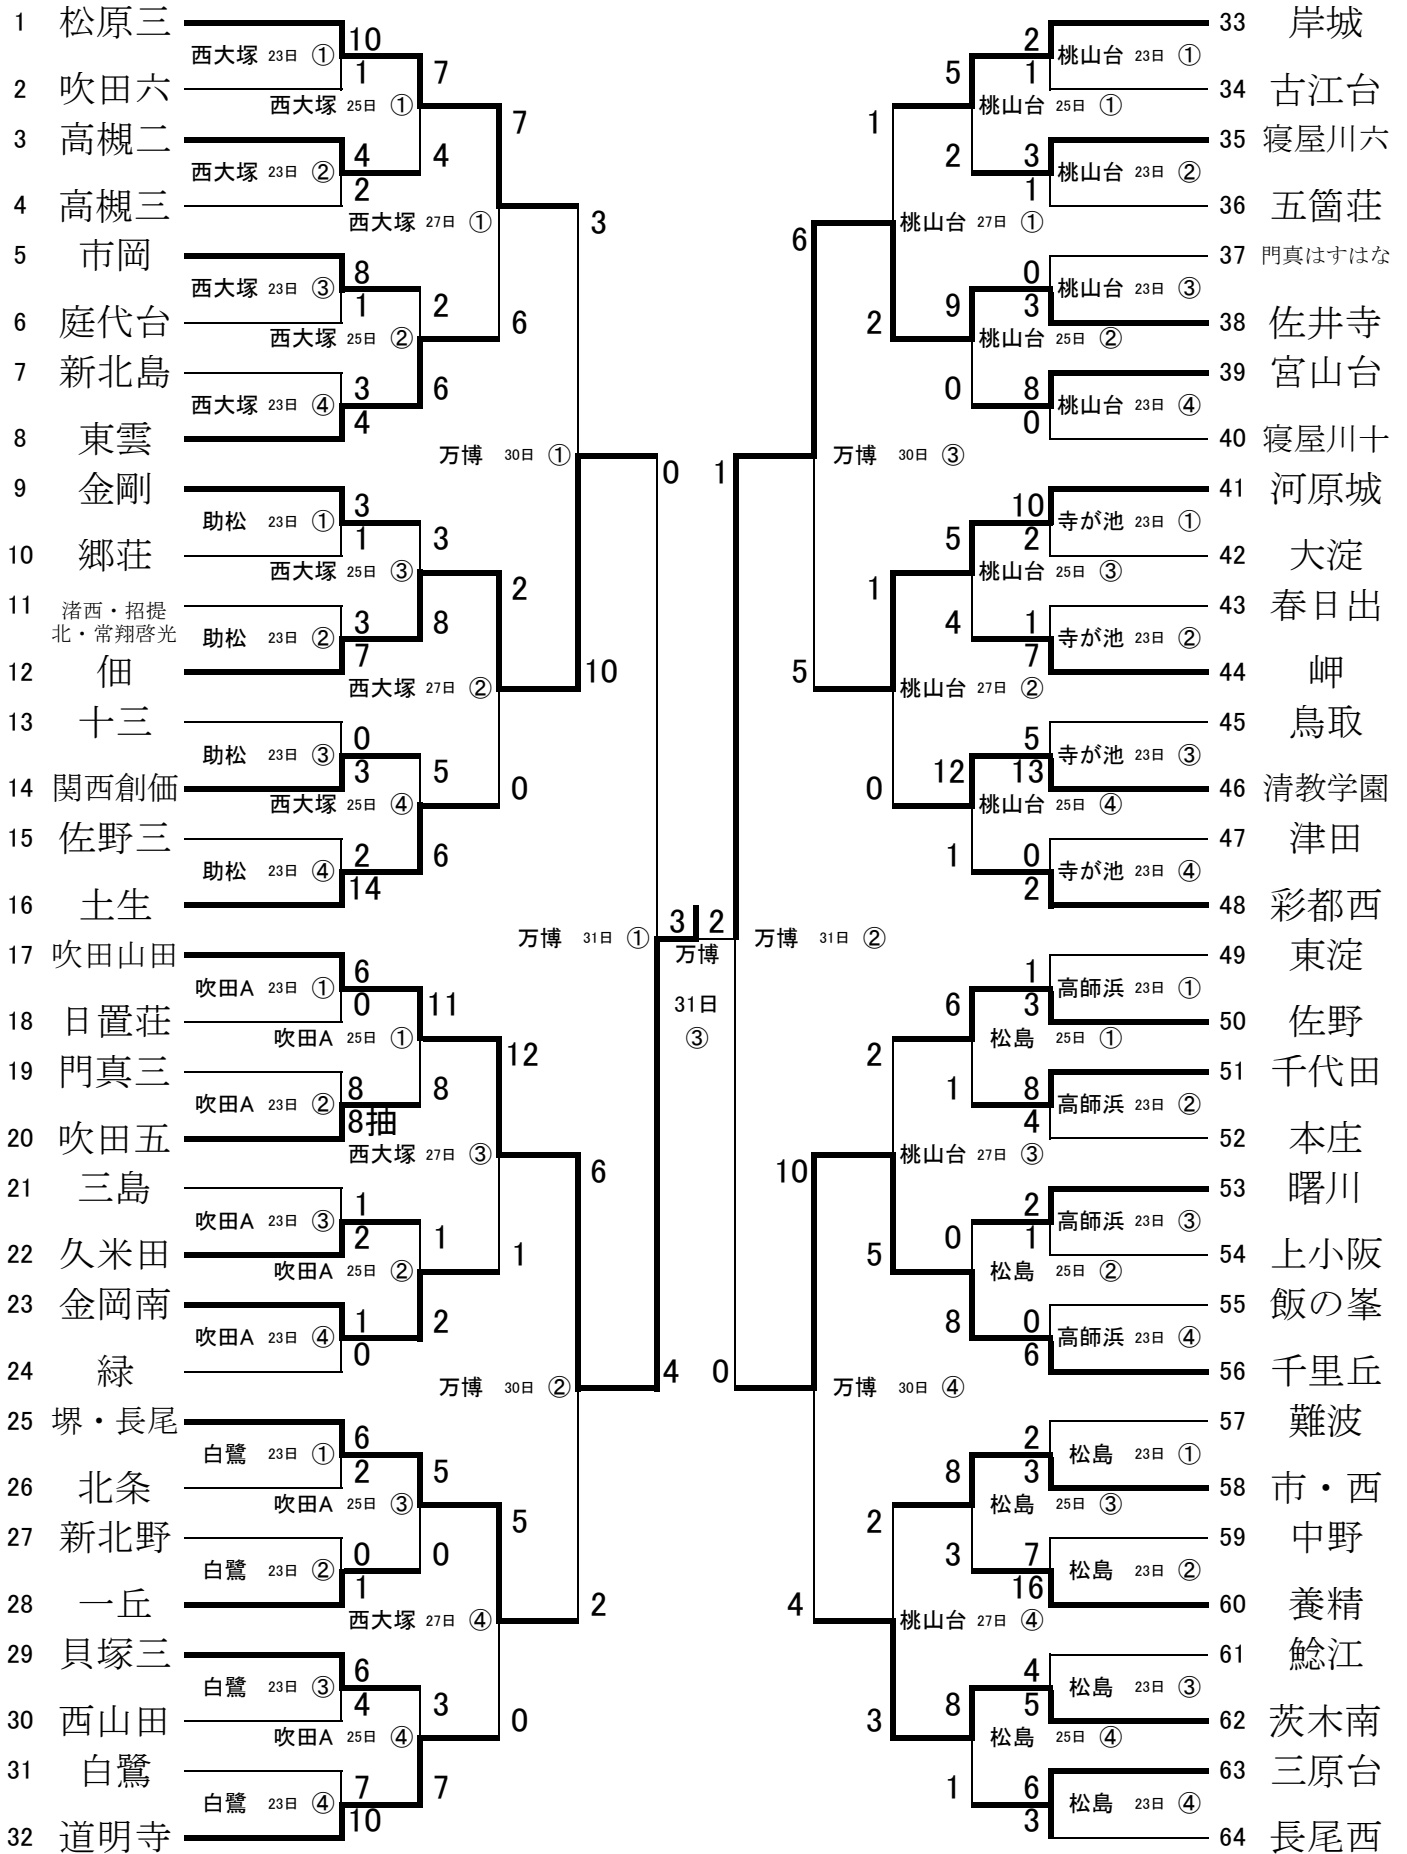 1 松原三
10
西大塚 23日 ①
1
2 吹田六
7
西大塚 25日 ①
3 高槻二
4
西大塚 23日 ②
2
4 高槻三
4
7
西大塚 27日 ①
5 市岡
8
西大塚 23日 ③
1
6 庭代台
2
西大塚 25日 ②
7 新北島
3
西大塚 23日 ④
4
8 東雲
6
6
3
万博 30日 ①
9 金剛
3
助松 23日 ①
1
10 郷荘
3
西大塚 25日 ③
11 渚西・招提
北・常翔啓光
3
助松 23日 ②
7
12 佃
8
2
西大塚 27日 ②
10
13 十三
0
助松 23日 ③
3
14 関西創価
5
西大塚 25日 ④
15 佐野三
2
助松 23日 ④
14
16 土生
6
0
0
万博 31日 ①
17 吹田山田
6
吹田A 23日 ①
0
18 日置荘
11
吹田A 25日 ①
19 門真三
8
吹田A 23日 ②
8抽
20 吹田五
8
12
西大塚 27日 ③
21 三島
1
吹田A 23日 ③
2
22 久米田
1
吹田A 25日 ②
23 金岡南
1
吹田A 23日 ④
0
24 緑
2
1
6
万博 30日 ②
4
25 堺・長尾
6
白鷺 23日 ①
2
26 北条
5
吹田A 25日 ③
27 新北野
0
白鷺 23日 ②
1
28 一丘
0
5
西大塚 27日 ④
2
29 貝塚三
6
白鷺 23日 ③
4
30 西山田
3
吹田A 25日 ④
31 白鷺
7
白鷺 23日 ④
10
32 道明寺
7
0
3 2
万博
31日
③
33 岸城
2
桃山台 23日 ①
1
34 古江台
5
桃山台 25日 ①
35 寝屋川六
3
桃山台 23日 ②
1
36 五箇荘
2
1
桃山台 27日 ①
6
37 門真はすはな
0
桃山台 23日 ③
3
38 佐井寺
9
桃山台 25日 ②
39 宮山台
8
桃山台 23日 ④
0
40 寝屋川十
0
2
万博 30日 ③
1
41 河原城
10
寺が池 23日 ①
2
42 大淀
5
桃山台 25日 ③
43 春日出
1
寺が池 23日 ②
7
44 岬
4
1
桃山台 27日 ②
5
45 鳥取
5
寺が池 23日 ③
13
46 清教学園
12
桃山台 25日 ④
47 津田
0
寺が池 23日 ④
2
48 彩都西
1
0
万博 31日 ②
49 東淀
1
高師浜 23日 ①
3
50 佐野
6
松島 25日 ①
51 千代田
8
高師浜 23日 ②
4
52 本庄
1
2
桃山台 27日 ③
10
53 曙川
2
高師浜 23日 ③
1
54 上小阪
0
松島 25日 ②
55 飯の峯
0
高師浜 23日 ④
6
56 千里丘
8
5
0
万博 30日 ④
57 難波
2
松島 23日 ①
3
58 市・西
8
松島 25日 ③
59 中野
7
松島 23日 ②
16
60 養精
3
2
4
桃山台 27日 ④
61 鯰江
4
松島 23日 ③
5
62 茨木南
8
松島 25日 ④
63 三原台
6
松島 23日 ④
3
64 長尾西
1
3